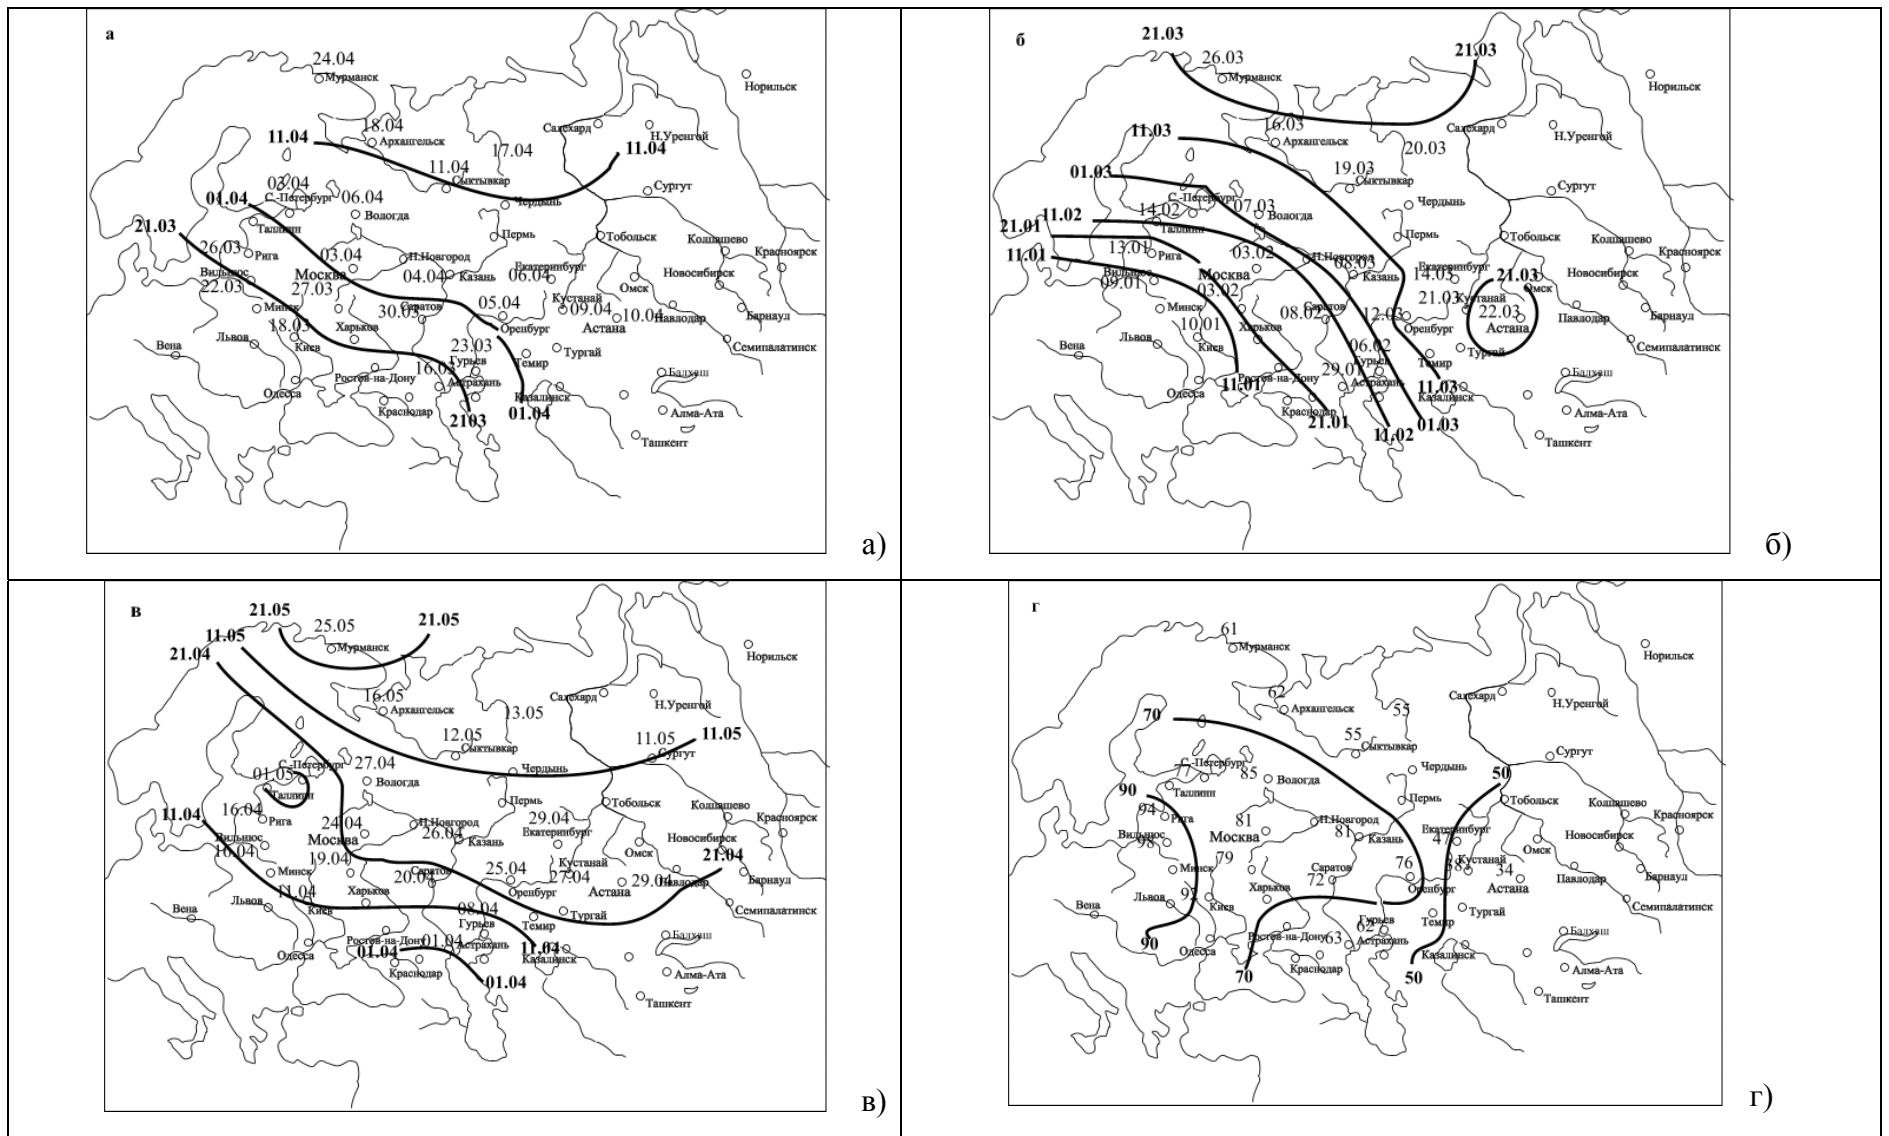 а
24.04
Мурманск
Норильск
18.04
Архангельск
Салехард
Н.Уренгой
11.04
11.04
17.04
11.04
Сыктывкар
Сургут
03.04
С.-Петербург
06.04
Чердынь
01.04
Вологда
21.03
Таллинн
Пермь
Тобольск
Колпашево
Красноярск
26.03
Рига
03.04
Н.Новгород
Вильнюс
Москва
04.04
Казань
Екатеринбург
06.04
Новосибирск
22.03
27.03
Омск
Минск
30.03
Саратов
05.04
Кустанай
09.04
10.04
Павлодар
Барнаул
18.03
Харьков
Оренбург
Астана
Вена
Львов
Киев
23.03
Гурьев
Темир
Тургай
Семипалатинск
16.03
Ростов-на-Дону
Астрахань
Балхаш
Одесса
Казалинск
Краснодар
2103
01.04
Алма-Ата
Ташкент
а)
б
21.03
21.03
26.03
Мурманск
Норильск
11.03
16.03
Архангельск
Салехард
Н.Уренгой
20.03
19.03
01.03
Сыктывкар
Сургут
С.-Петербург
07.03
Чердынь
21.01
11.02
14.02
Вологда
Таллинн
Пермь
Тобольск
Колпашево
11.01
13.01
Рига
03.02
Н.Новгород
08.03
Красноярск
Вильнюс
09.01
Москва
Казань
Екатеринбург
14.03
21.03
Новосибирск
03.02
Омск
Минск
08.02
Саратов
12.03
21.03
Кустанай
22.03
Павлодар
Барнаул
10.01
Харьков
Оренбург
Астана
Вена
Львов
Киев
06.02
Гурьев
Темир
Тургай
Семипалатинск
29.01
11.01
Ростов-на-Дону
Астрахань
11.03
Балхаш
Одесса
Казалинск
Краснодар
21.01
11.02
01.03
Алма-Ата
Ташкент
б)
в
21.05
21.05
25.05
11.05
Мурманск
21.04
Норильск
16.05
Архангельск
Салехард
Н.Уренгой
13.05
12.05
11.05
11.05
Сыктывкар
Сургут
С.-Петербург
27.04
Чердынь
01.05
Вологда
Таллинн
Пермь
Тобольск
Колпашево
11.04
16.04
Рига
24.04
Н.Новгород
29.04
Красноярск
Вильнюс
Москва
26.04
Казань
Екатеринбург
Новосибирск
19.04
Омск
21.04
Минск
20.04
Саратов
25.04
Кустанай
27.04
29.04
Павлодар
Барнаул
11.04
Харьков
Оренбург
Астана
Вена
Львов
Киев
08.04
Гурьев
Темир
Тургай
Семипалатинск
Ростов-на-Дону
01.04
Астрахань
11.04
Балхаш
Одесса
01.04
Казалинск
Краснодар
01.04
Алма-Ата
Ташкент
в)
г
61
Мурманск
Норильск
62
Архангельск
Салехард
Н.Уренгой
70
55
55
Сыктывкар
Сургут
С.-Петербург
77
85
Вологда
Чердынь
50
90
Таллинн
Пермь
Тобольск
Колпашево
94
Рига
81
Н.Новгород
Красноярск
Вильнюс
98
Москва
81
Казань
Екатеринбург
47
Новосибирск
Омск
Минск
79
Саратов
76
Кустанай
34
72
Павлодар
Барнаул
Львов
Харьков
Оренбург
Астана
Вена
Киев
Гурьев
62
Темир
Тургай
Семипалатинск
90
Ростов-на-Дону
63
Астрахань
Балхаш
Одесса
Казалинск
Краснодар
70
50
Алма-Ата
Ташкент
г)